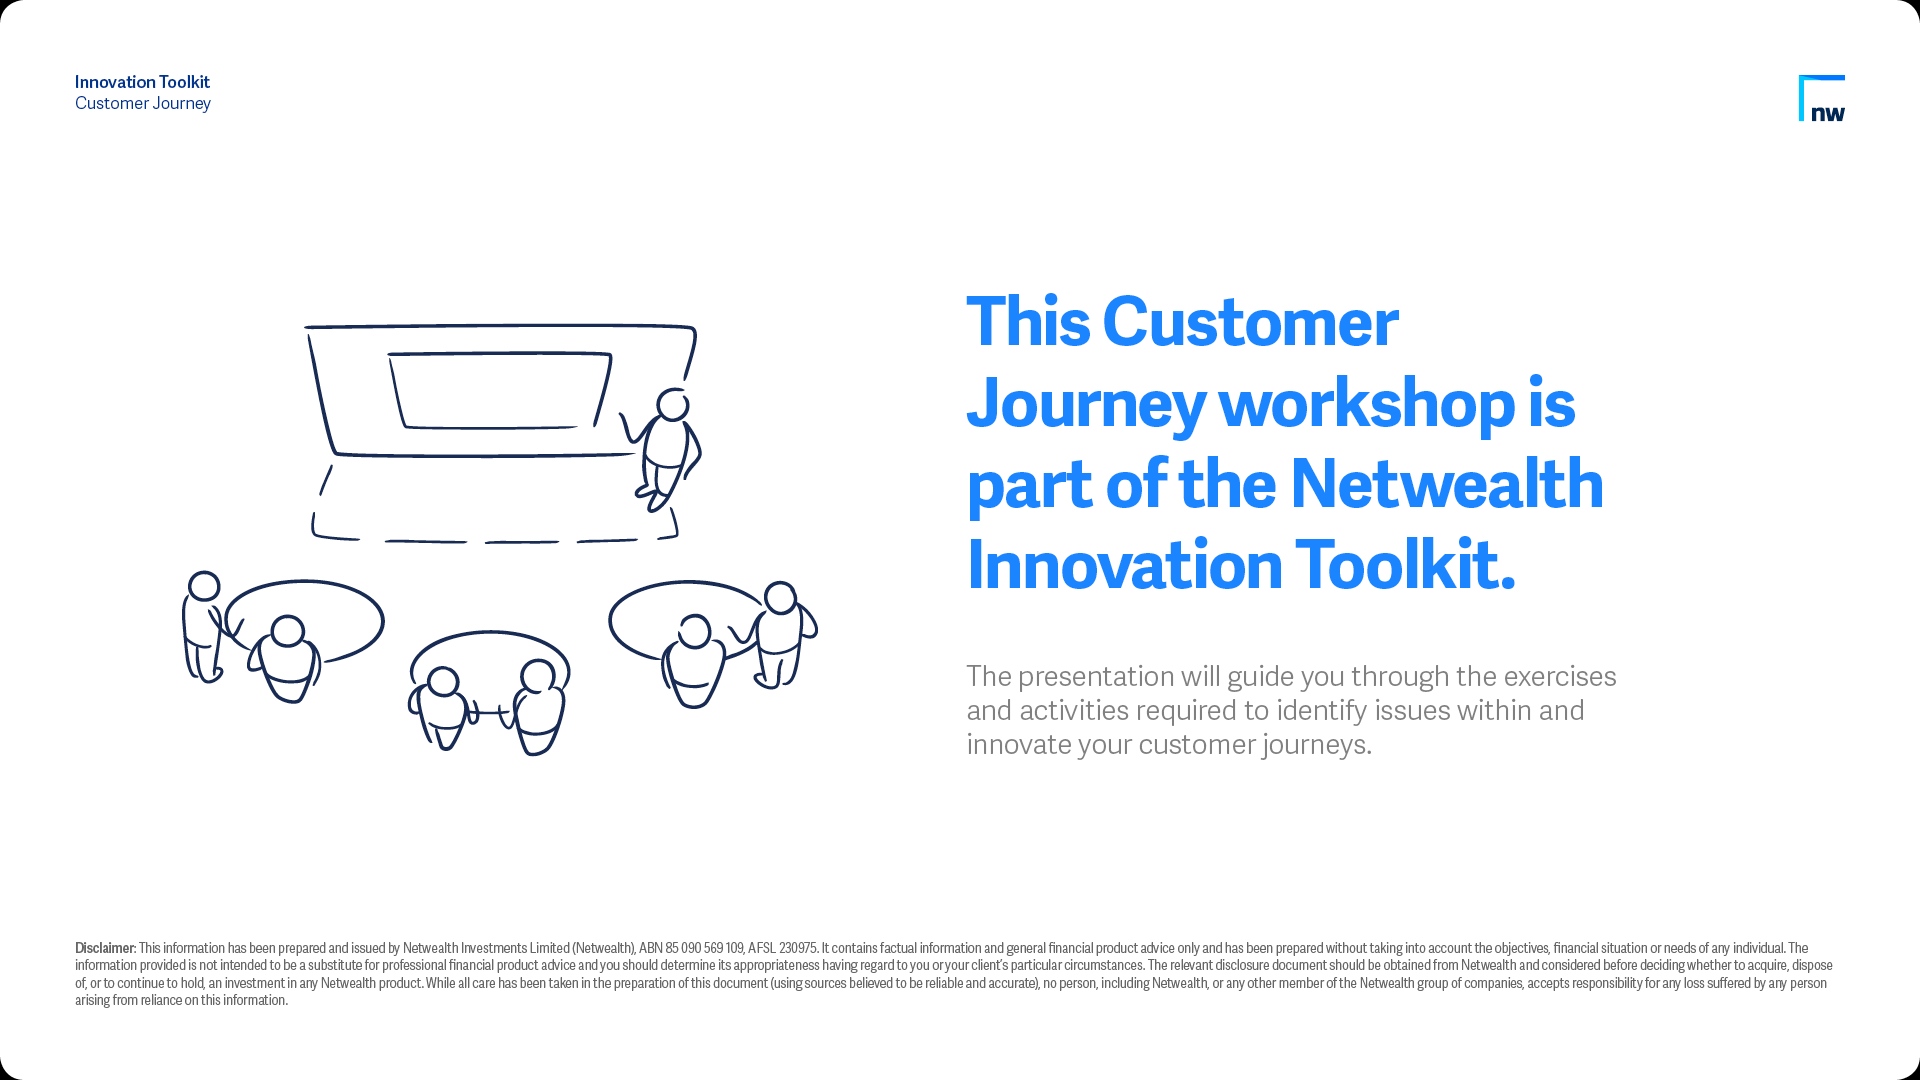 Innovation Toolkit
Customer Journey
nw
This Customer
Journey workshop is
part of the Netwealth
Innovation Toolkit.
The presentation will guide you through the exercises
and activities required to identify issues within and
innovate your customer journeys.
Disclaimer: This information has been prepared and issued by Netwealth Investments Limited (Netwealth), ABN 85 090 569 109, AFSL 230975. It contains factual information and general financial product advice only and has been prepared without taking into account the objectives, financial situation or needs of any individual. The
information provided is not intended to be a substitute for professional financial product advice and you should determine its appropriateness having regard to you or your client's particular circumstances. The relevant disclosure document should be obtained from Netwealth and considered before deciding whether to acquire, dispose
of, or to continue to hold, an investment in any Netwealth product. While all care has been taken in the preparation of this document (using sources believed to be reliable and accurate), no person, including Netwealth, or any other member of the Netwealth group of companies, accepts responsibility for any loss suffered by any person
arising from reliance on this information.